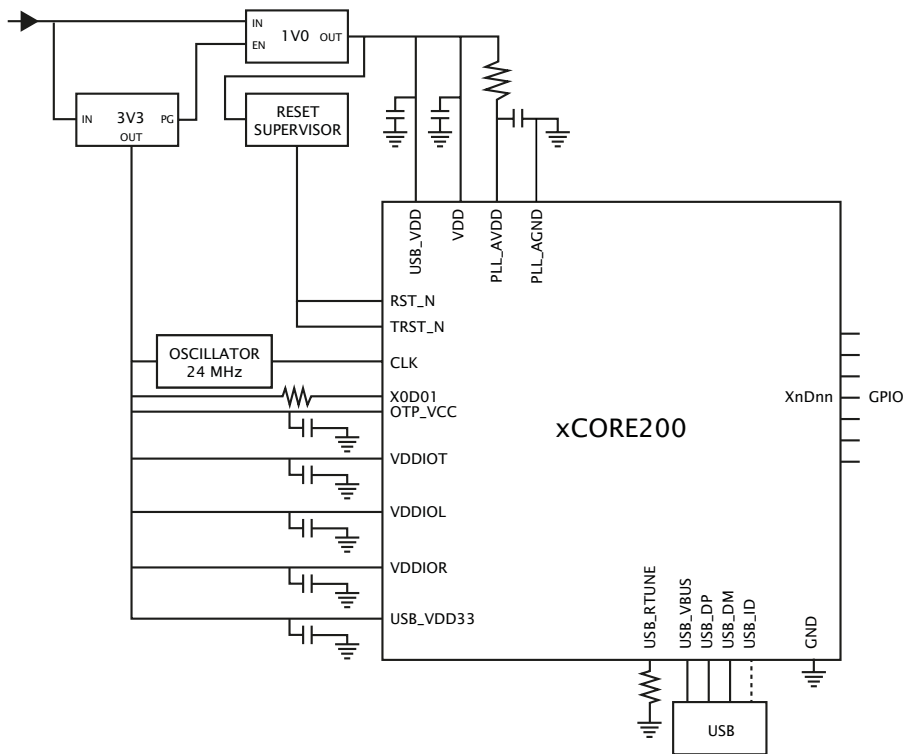 IN
EN
1V0
OUT
IN
3V3
PG
OUT
RESET
SUPERVISOR
USB_VDD
VDD
PLL_AVDD
PLL_AGND
RST_N
TRST_N
OSCILLATOR
24 MHz
CLK
X0D01
OTP_VCC
XnDnn
GPIO
xCORE200
VDDIOT
VDDIOL
VDDIOR
USB_VDD33
USB_RTUNE
USB_VBUS
USB_DP
USB_DM
USB_ID
GND
USB